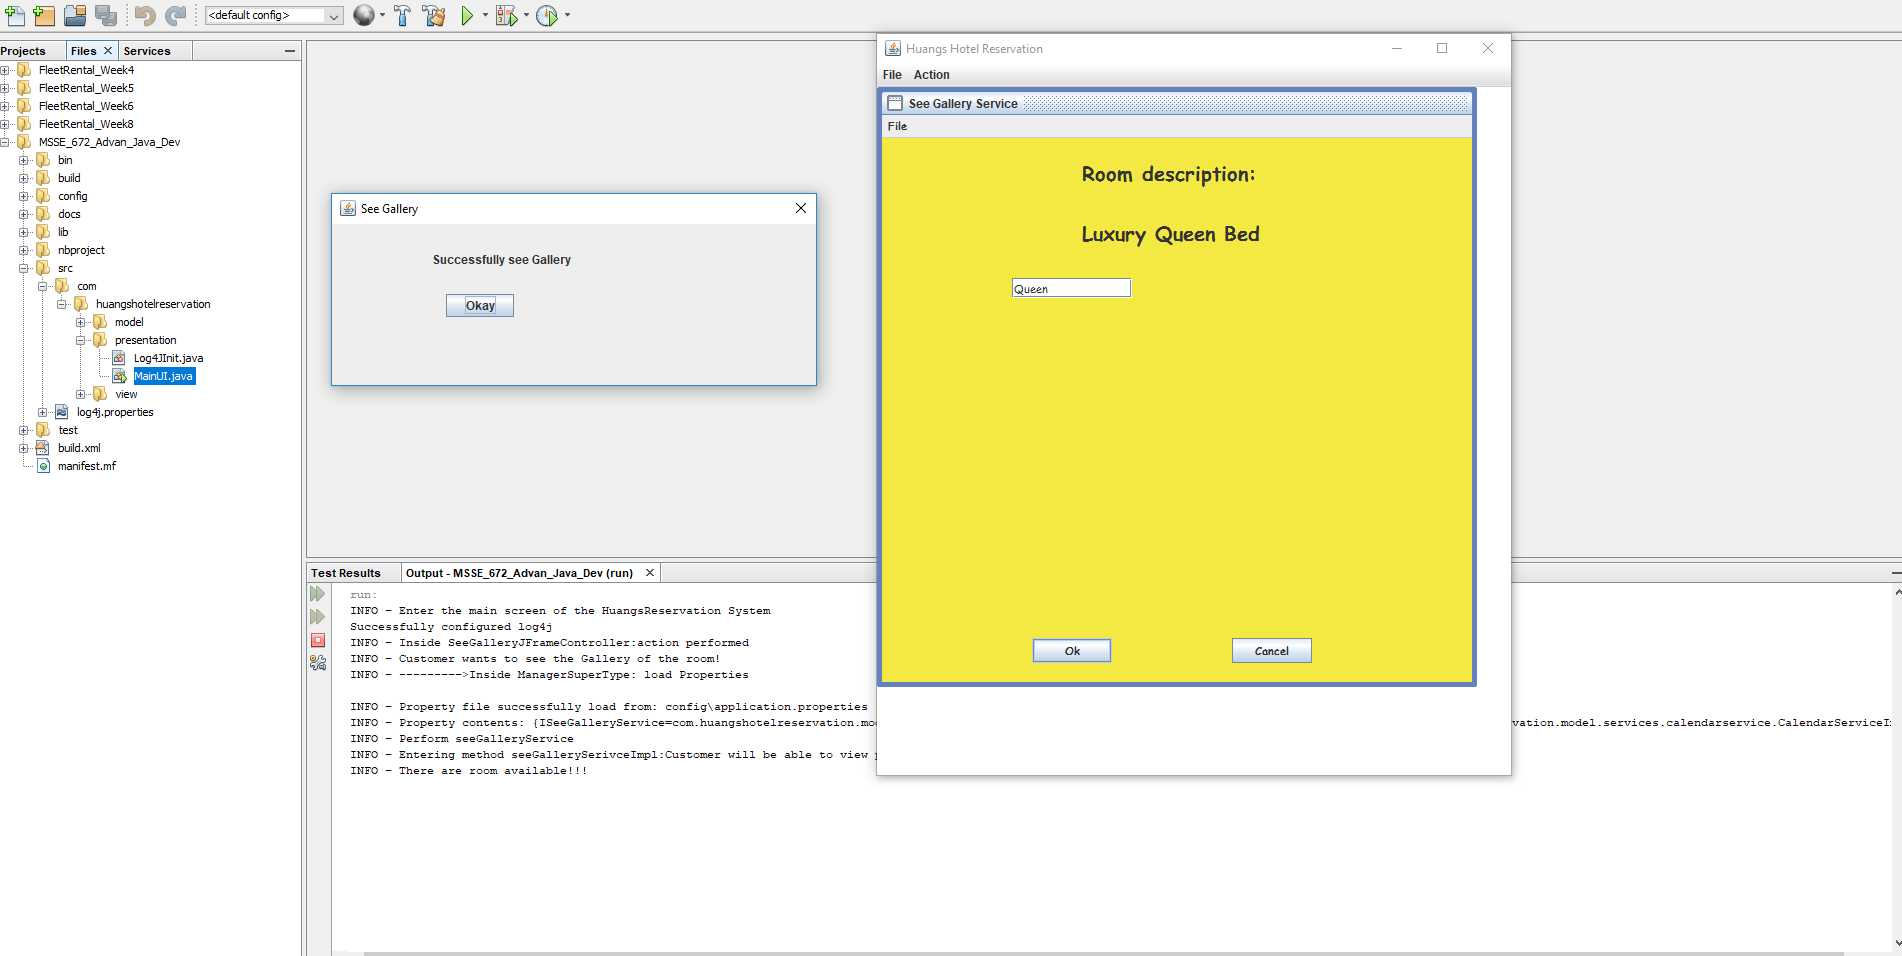 <default config>
Projects
Files
Services
FleetRental_Week4
FleetRental_Week5
FleetRental_Week6
FleetRental_Week8
MSSE_672_Advan_Java_Dev
bin
build
config
docs
lib
nbproject
src
com
huangshotelreservation
model
presentation
Log4JInit.java
MainUI.java
view
log4j.properties
test
build.xml
manifest.mf
See Gallery
Successfully see Gallery
Okay
Huangs Hotel Reservation
File Action
See Gallery Service
File
Room description:
Luxury Queen Bed
Queen
Ok
Cancel
Test Results
Output - MSSE_672_Advan_Java_Dev (run)
run:
INFO - Enter the main screen of the HuangsReservation System
Successfully configured log4j
INFO - Inside SeeGalleryJFrameController:action performed
INFO - Customer wants to see the Gallery of the room!
INFO - --------->Inside ManagerSuperType: load Properties
INFO - Property file successfully load from: config\application.properties
INFO - Property contents: {ISeeGalleryService=com.huangshotelreservation.mo vation.model.services.calendarservice.CalendarServiceI
INFO - Perform seeGalleryService
INFO - Entering method seeGallerySerivceImpl:Customer will be able to view
INFO - There are room available!!!